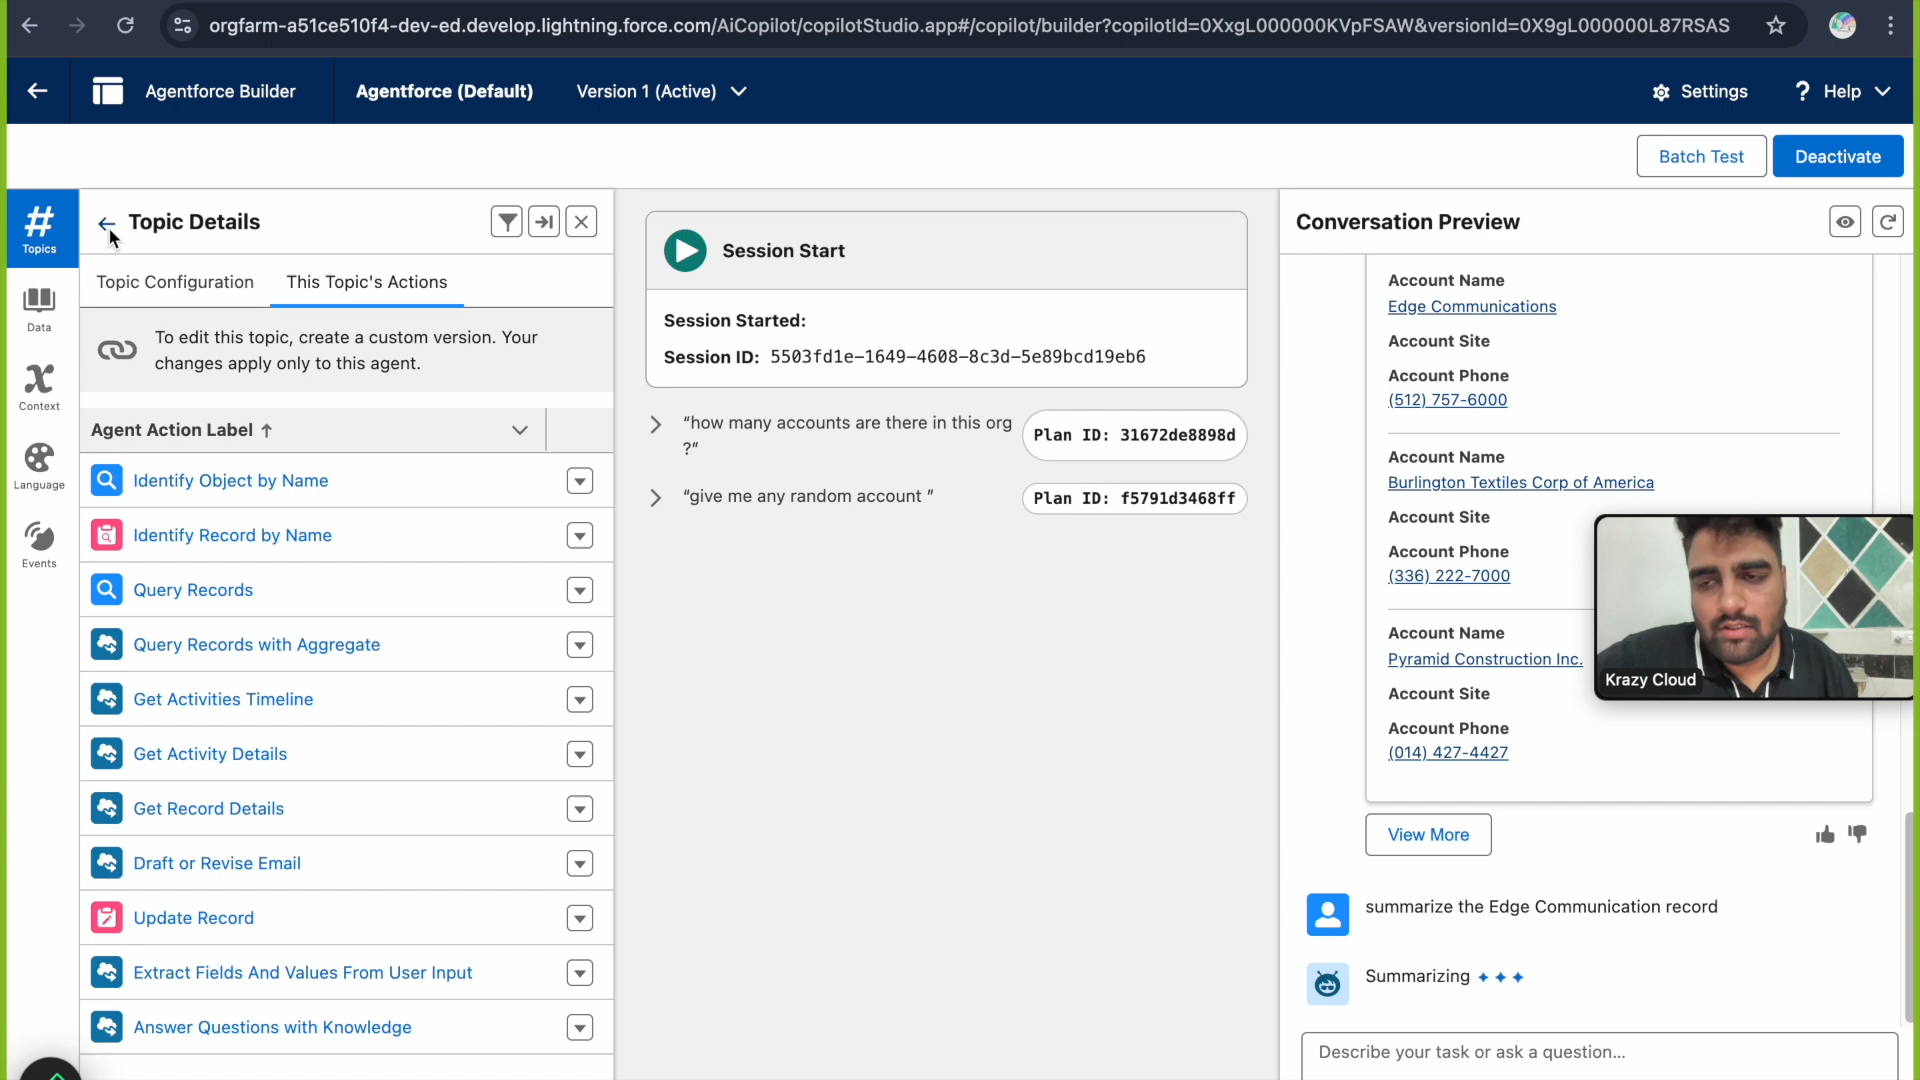 orgfarm-a51ce510f4-dev-ed.develop.lightning.force.com/AiCopilot/copilotStudio.app#/copilot/builder?copilotId=0XxgL000000KVpFSAW&versionId=0X9gL000000L87RSAS
Agentforce Builder
Agentforce (Default)
Version 1 (Active)
Settings
? Help
Batch Test
Deactivate
# Topics
Data
Context
Language
Events
Topic Details
Topic Configuration
This Topic's Actions
To edit this topic, create a custom version. Your
changes apply only to this agent.
Agent Action Label ↑
Identify Object by Name
Identify Record by Name
Query Records
Query Records with Aggregate
Get Activities Timeline
Get Activity Details
Get Record Details
Draft or Revise Email
Update Record
Extract Fields And Values From User Input
Answer Questions with Knowledge
Session Start
Session Started:
Session ID: 5503fd1e-1649-4608-8c3d-5e89bcd19eb6
“how many accounts are there in this org
?”
Plan ID: 31672de8898d
“give me any random account ”
Plan ID: f5791d3468ff
Conversation Preview
Account Name
Edge Communications
Account Site
Account Phone
(512) 757-6000
Account Name
Burlington Textiles Corp of America
Account Site
Account Phone
(336) 222-7000
Account Name
Pyramid Construction Inc.
Account Site
Account Phone
(014) 427-4427
Krazy Cloud
View More
summarize the Edge Communication record
Summarizing
Describe your task or ask a question...